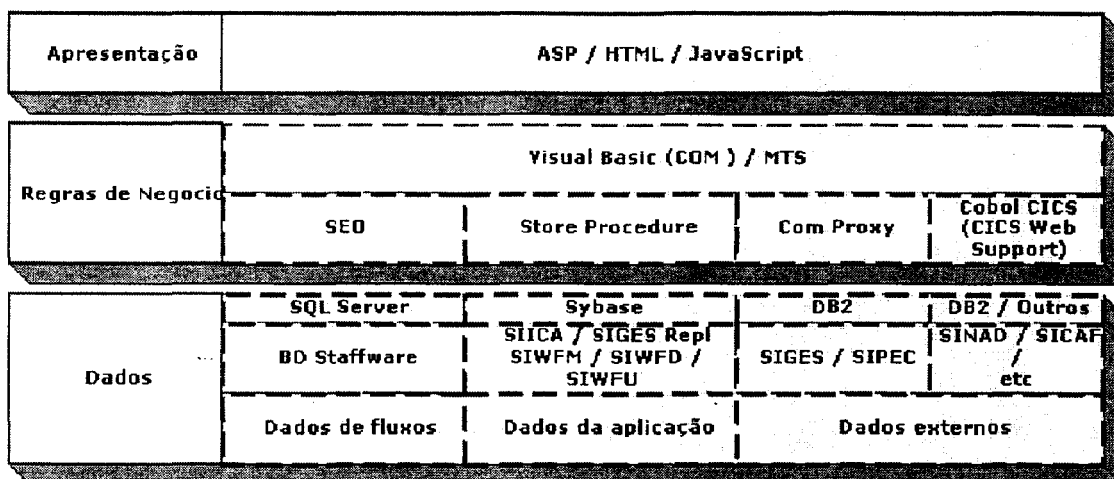 Apresentação
ASP / HTML / JavaScript
Regras de Negocio
Visual Basic (COM ) / MTS
SEO
Store Procedure
Com Proxy
Cobol CICS
(CICS Web
Support)
Dados
SQL Server
Sybase
DB2
DB2 / Outros
BD Staffware
SIICA / SIGES Repl
SIWFM / SIWFD /
SIWFU
SIGES / SIPEC
SINAD / SICAF
/
etc
Dados de fluxos
Dados da aplicação
Dados externos